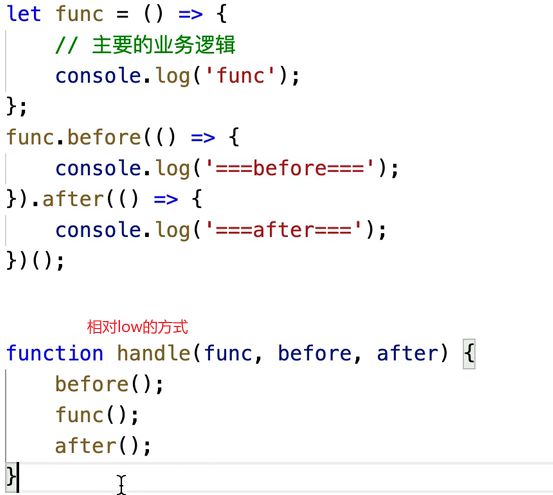 let func = () => {
    // 主要的业务逻辑
    console.log('func');
};
func.before(() => {
    console.log('===before===');
}).after(() => {
    console.log('===after===');
})();
相对low的方式
function handle(func, before, after) {
    before();
    func();
    after();
}